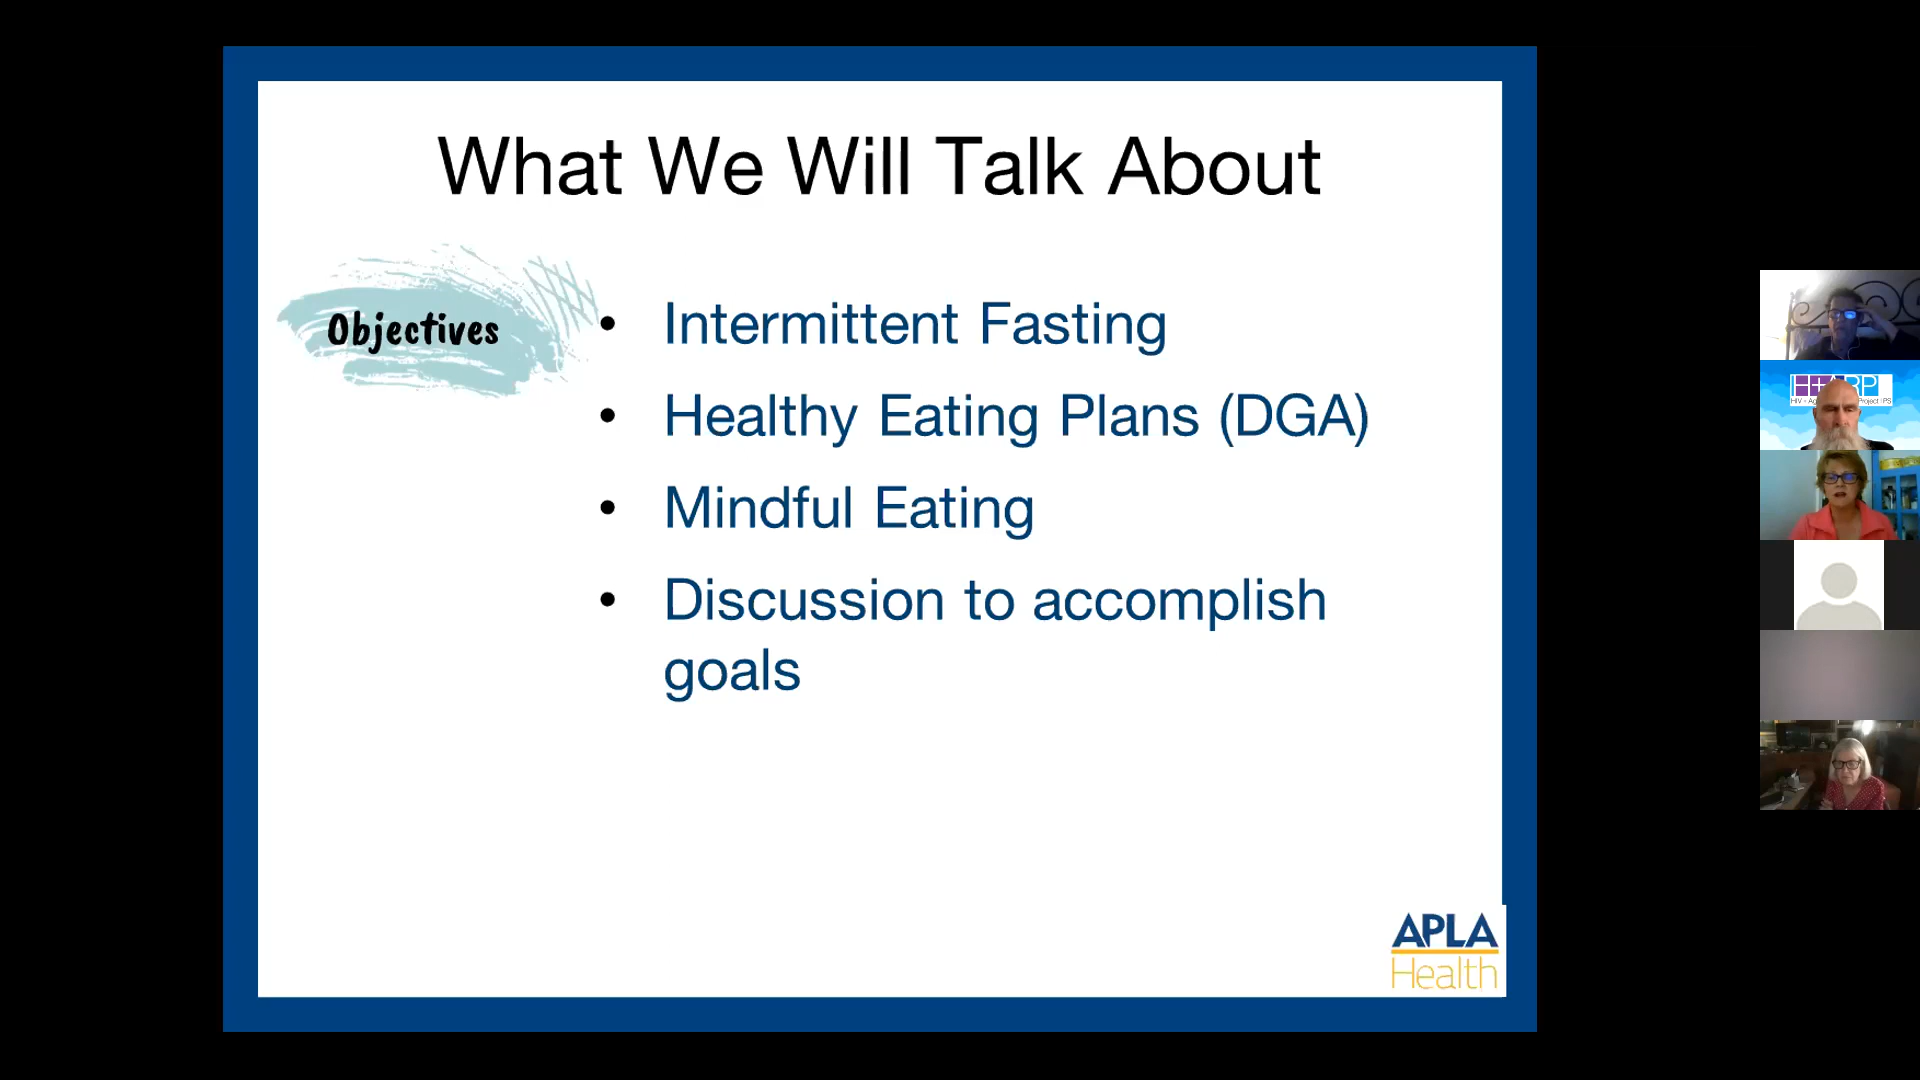 What We Will Talk About
Objectives
• Intermittent Fasting
• Healthy Eating Plans (DGA)
• Mindful Eating
• Discussion to accomplish
goals
APLA
Health